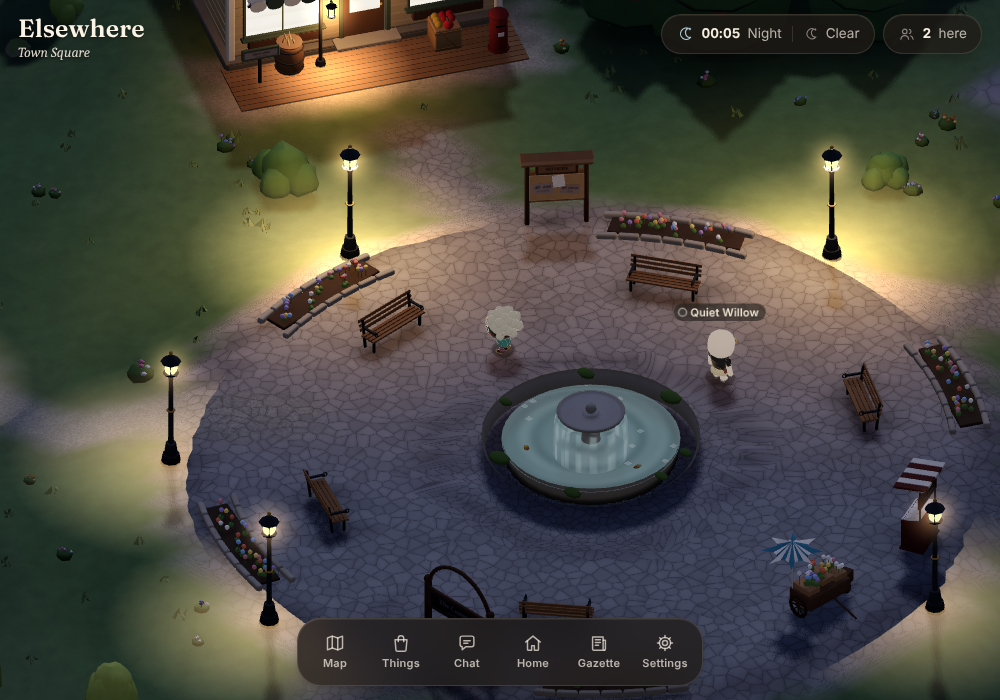 Elsewhere
Town Square
00:05 Night Clear
2 here
Quiet Willow
Map Things Chat Home Gazette Settings